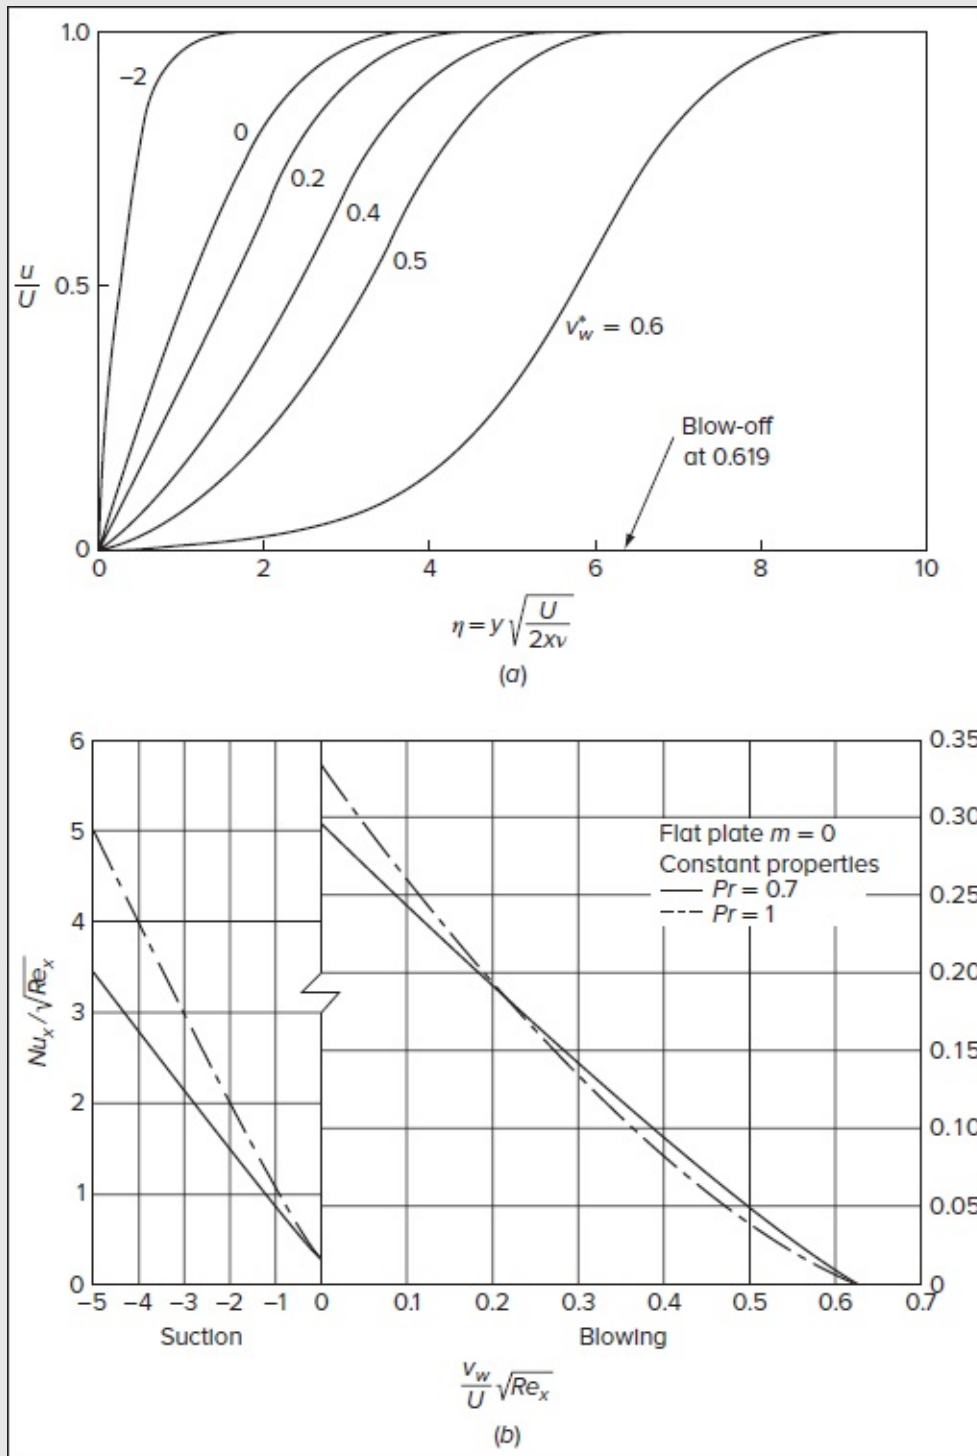 1.0
−2
0
0.2
0.4
0.5
u/U
0.5
v*w = 0.6
Blow-off
at 0.619
0
0 2 4 6 8 10
η = y √(U/2xν)
(a)
6
5
4
3
2
1
0
Nux/√Rex
0.35
0.30
0.25
0.20
0.15
0.10
0.05
0
Flat plate m = 0
Constant properties
Pr = 0.7
Pr = 1
−5 −4 −3 −2 −1 0 0.1 0.2 0.3 0.4 0.5 0.6 0.7
Suction Blowing
vw/U √Rex
(b)